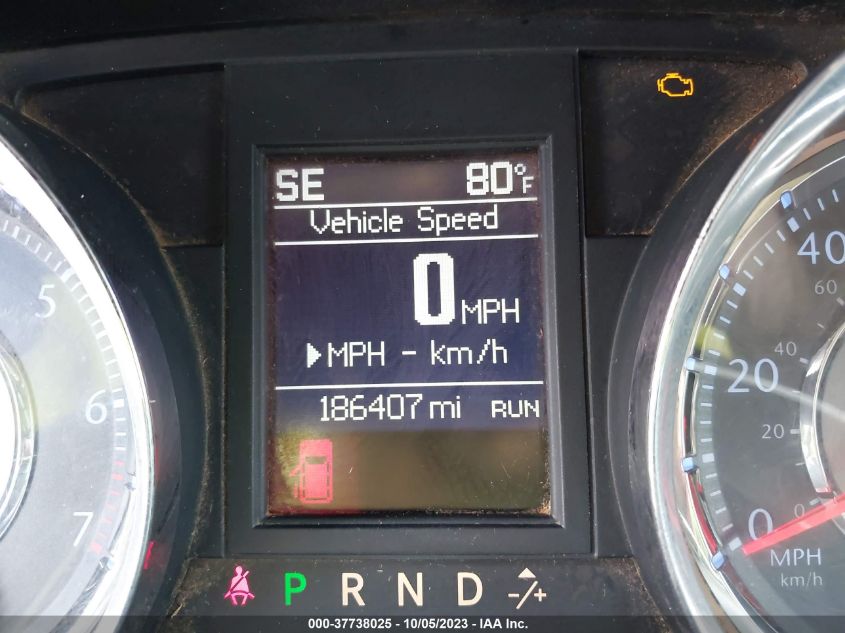 SE 80°F
Vehicle Speed
0 MPH
▶MPH - km/h
186407 mi RUN
5
6
7
40
60
40
20
20
0
0
MPH
km/h
P R N D -/+
000-37738025 - 10/05/2023 - IAA Inc.